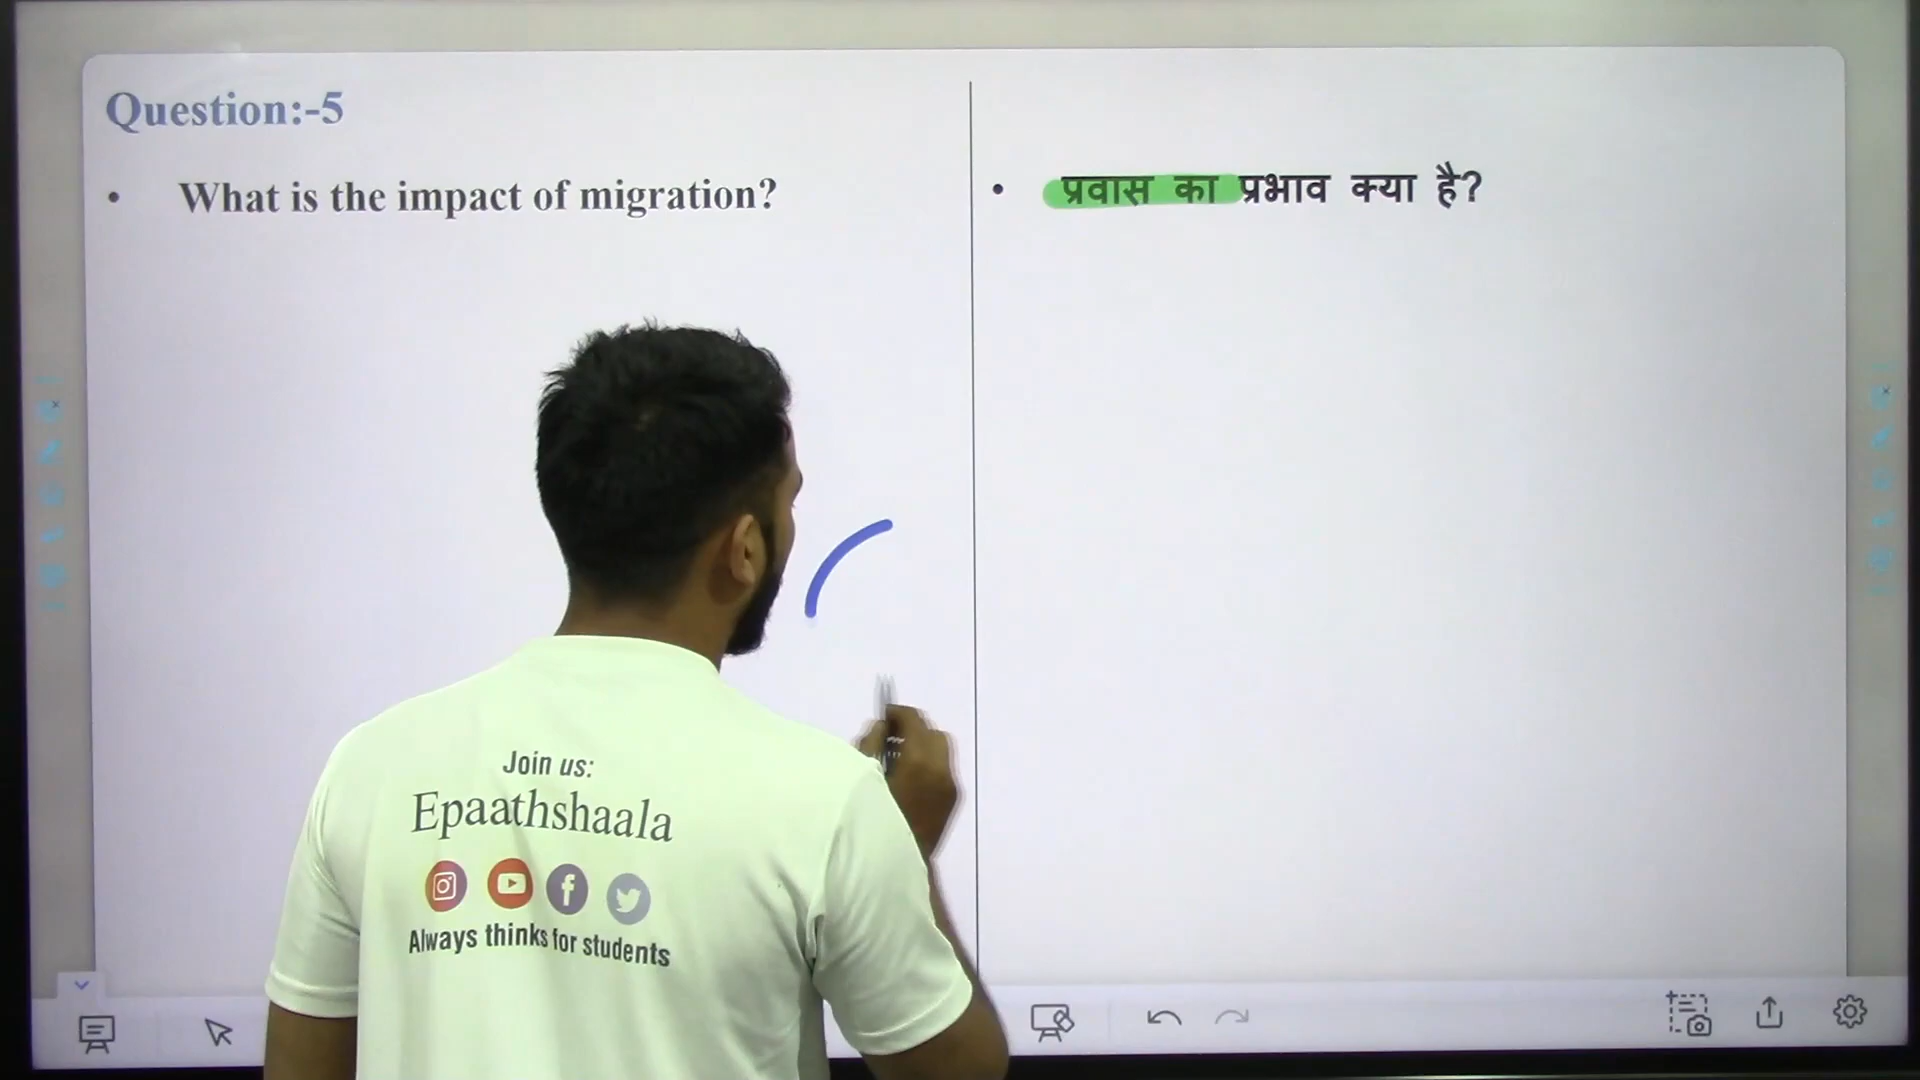 Question:-5
• What is the impact of migration?
• प्रवास का प्रभाव क्या है?
Join us:
Epaathshaala
Always thinks for students